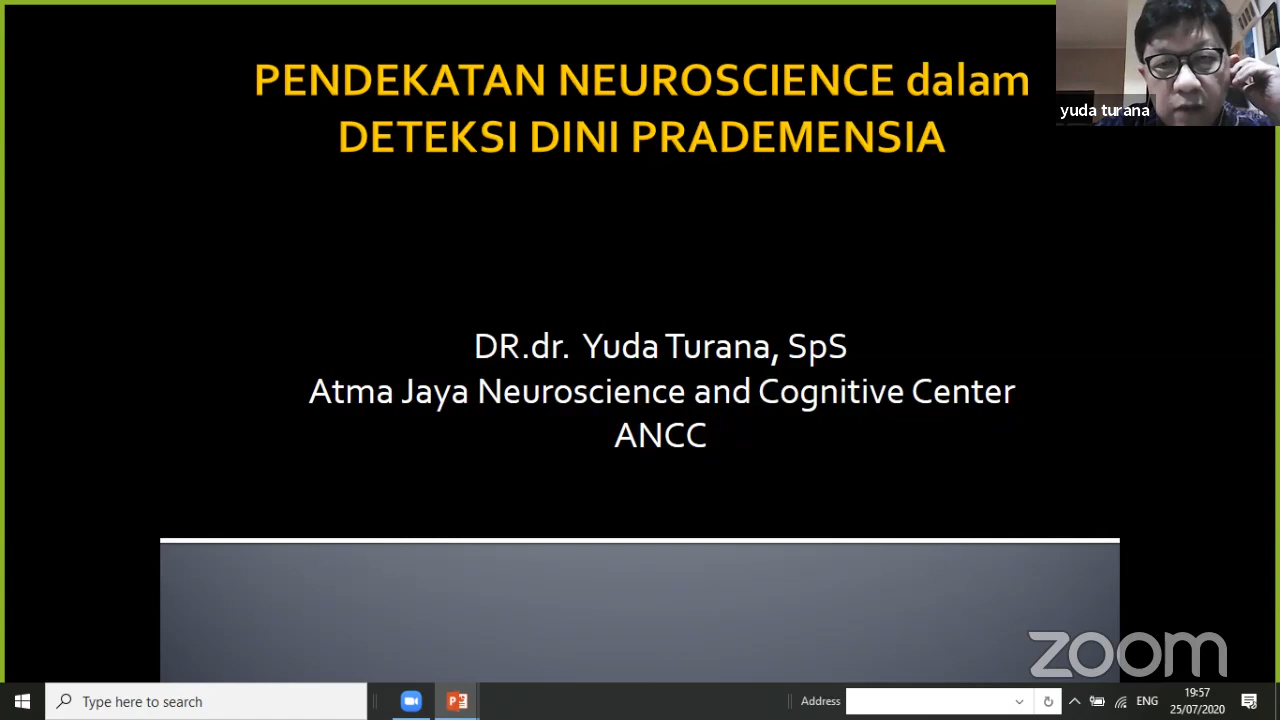 PENDEKATAN NEUROSCIENCE dalam
DETEKSI DINI PRADEMENSIA
yuda turana
DR.dr. Yuda Turana, SpS
Atma Jaya Neuroscience and Cognitive Center
ANCC
zoom
Type here to search
Address
ENG
19:57
25/07/2020